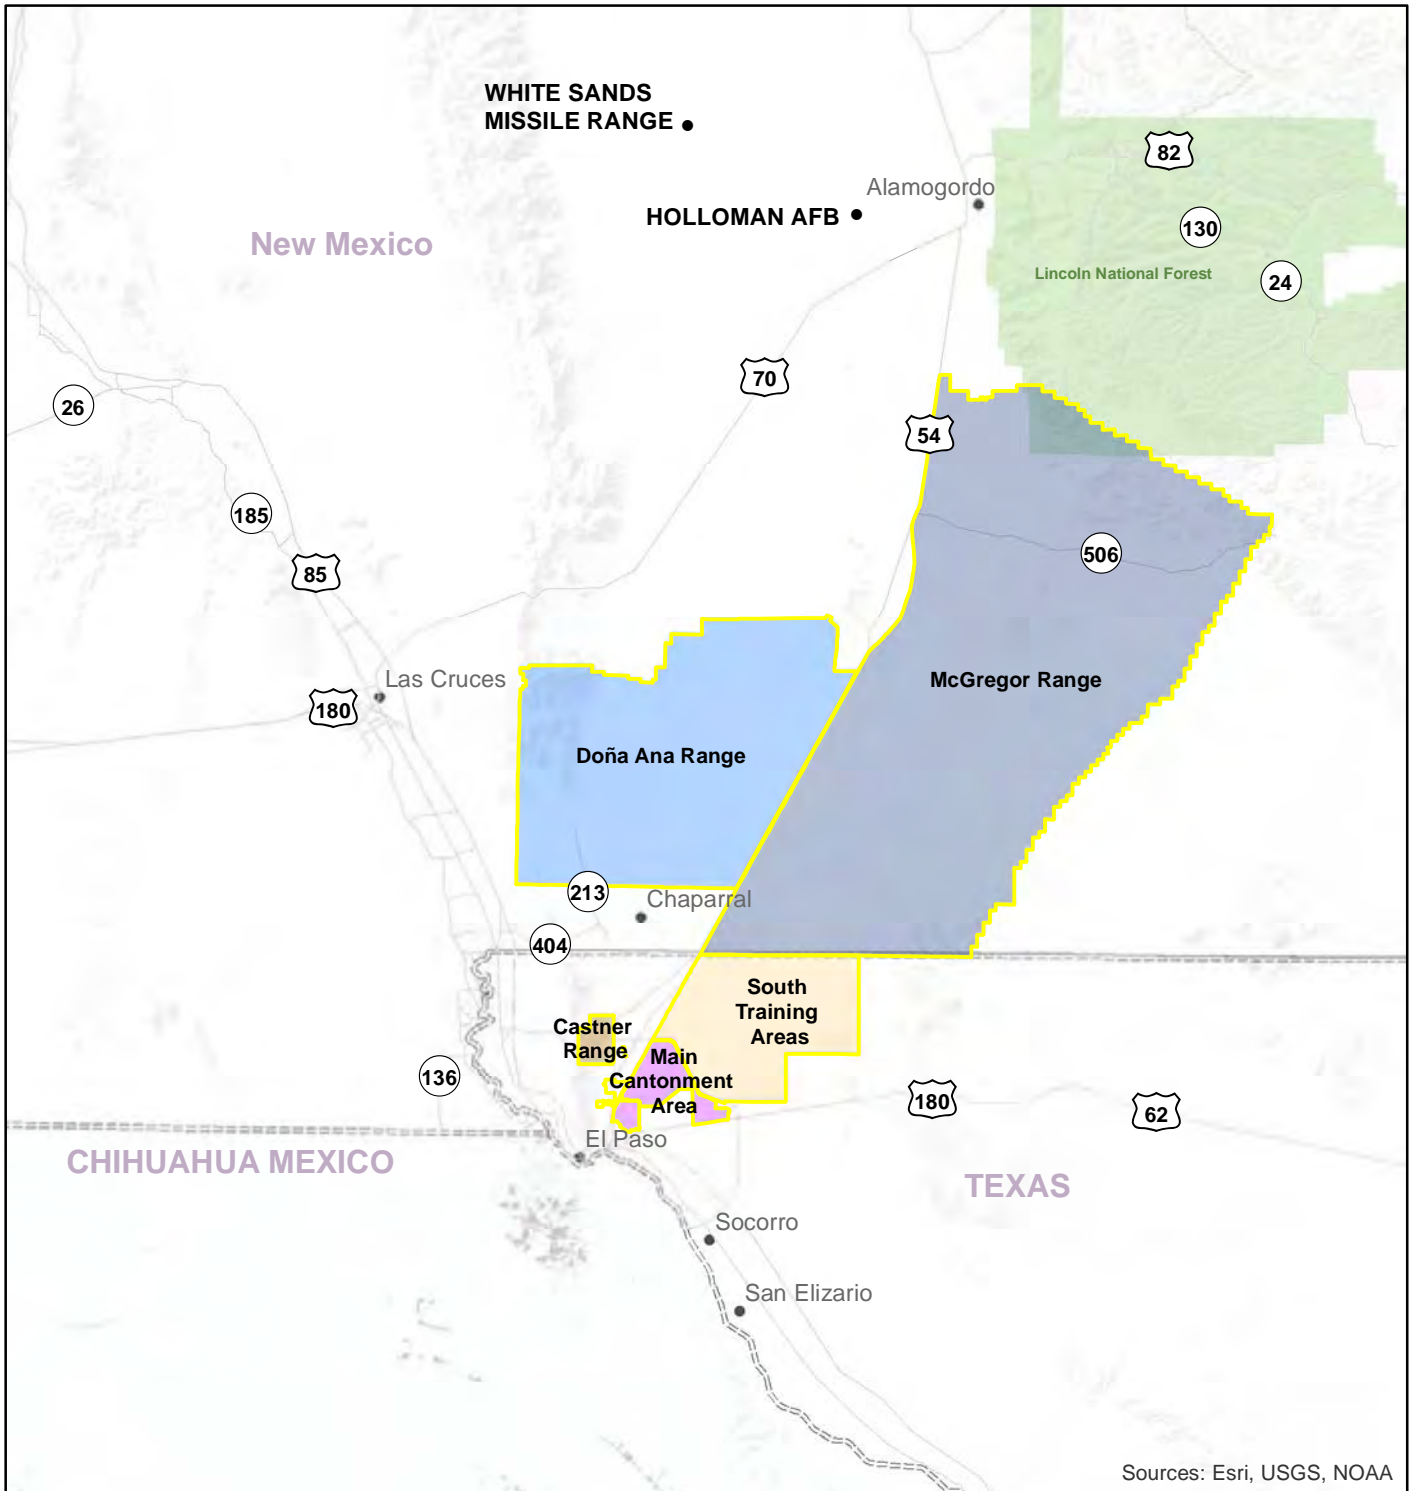 WHITE SANDS
MISSILE RANGE
82
Alamogordo
HOLLOMAN AFB
130
New Mexico
Lincoln National Forest
24
70
26
54
185
506
85
Las Cruces
McGregor Range
180
Doña Ana Range
213
Chaparral
404
South
Training
Areas
Castner
Range
Main
Cantonment
Area
136
180
62
El Paso
CHIHUAHUA MEXICO
TEXAS
Socorro
San Elizario
Sources: Esri, USGS, NOAA